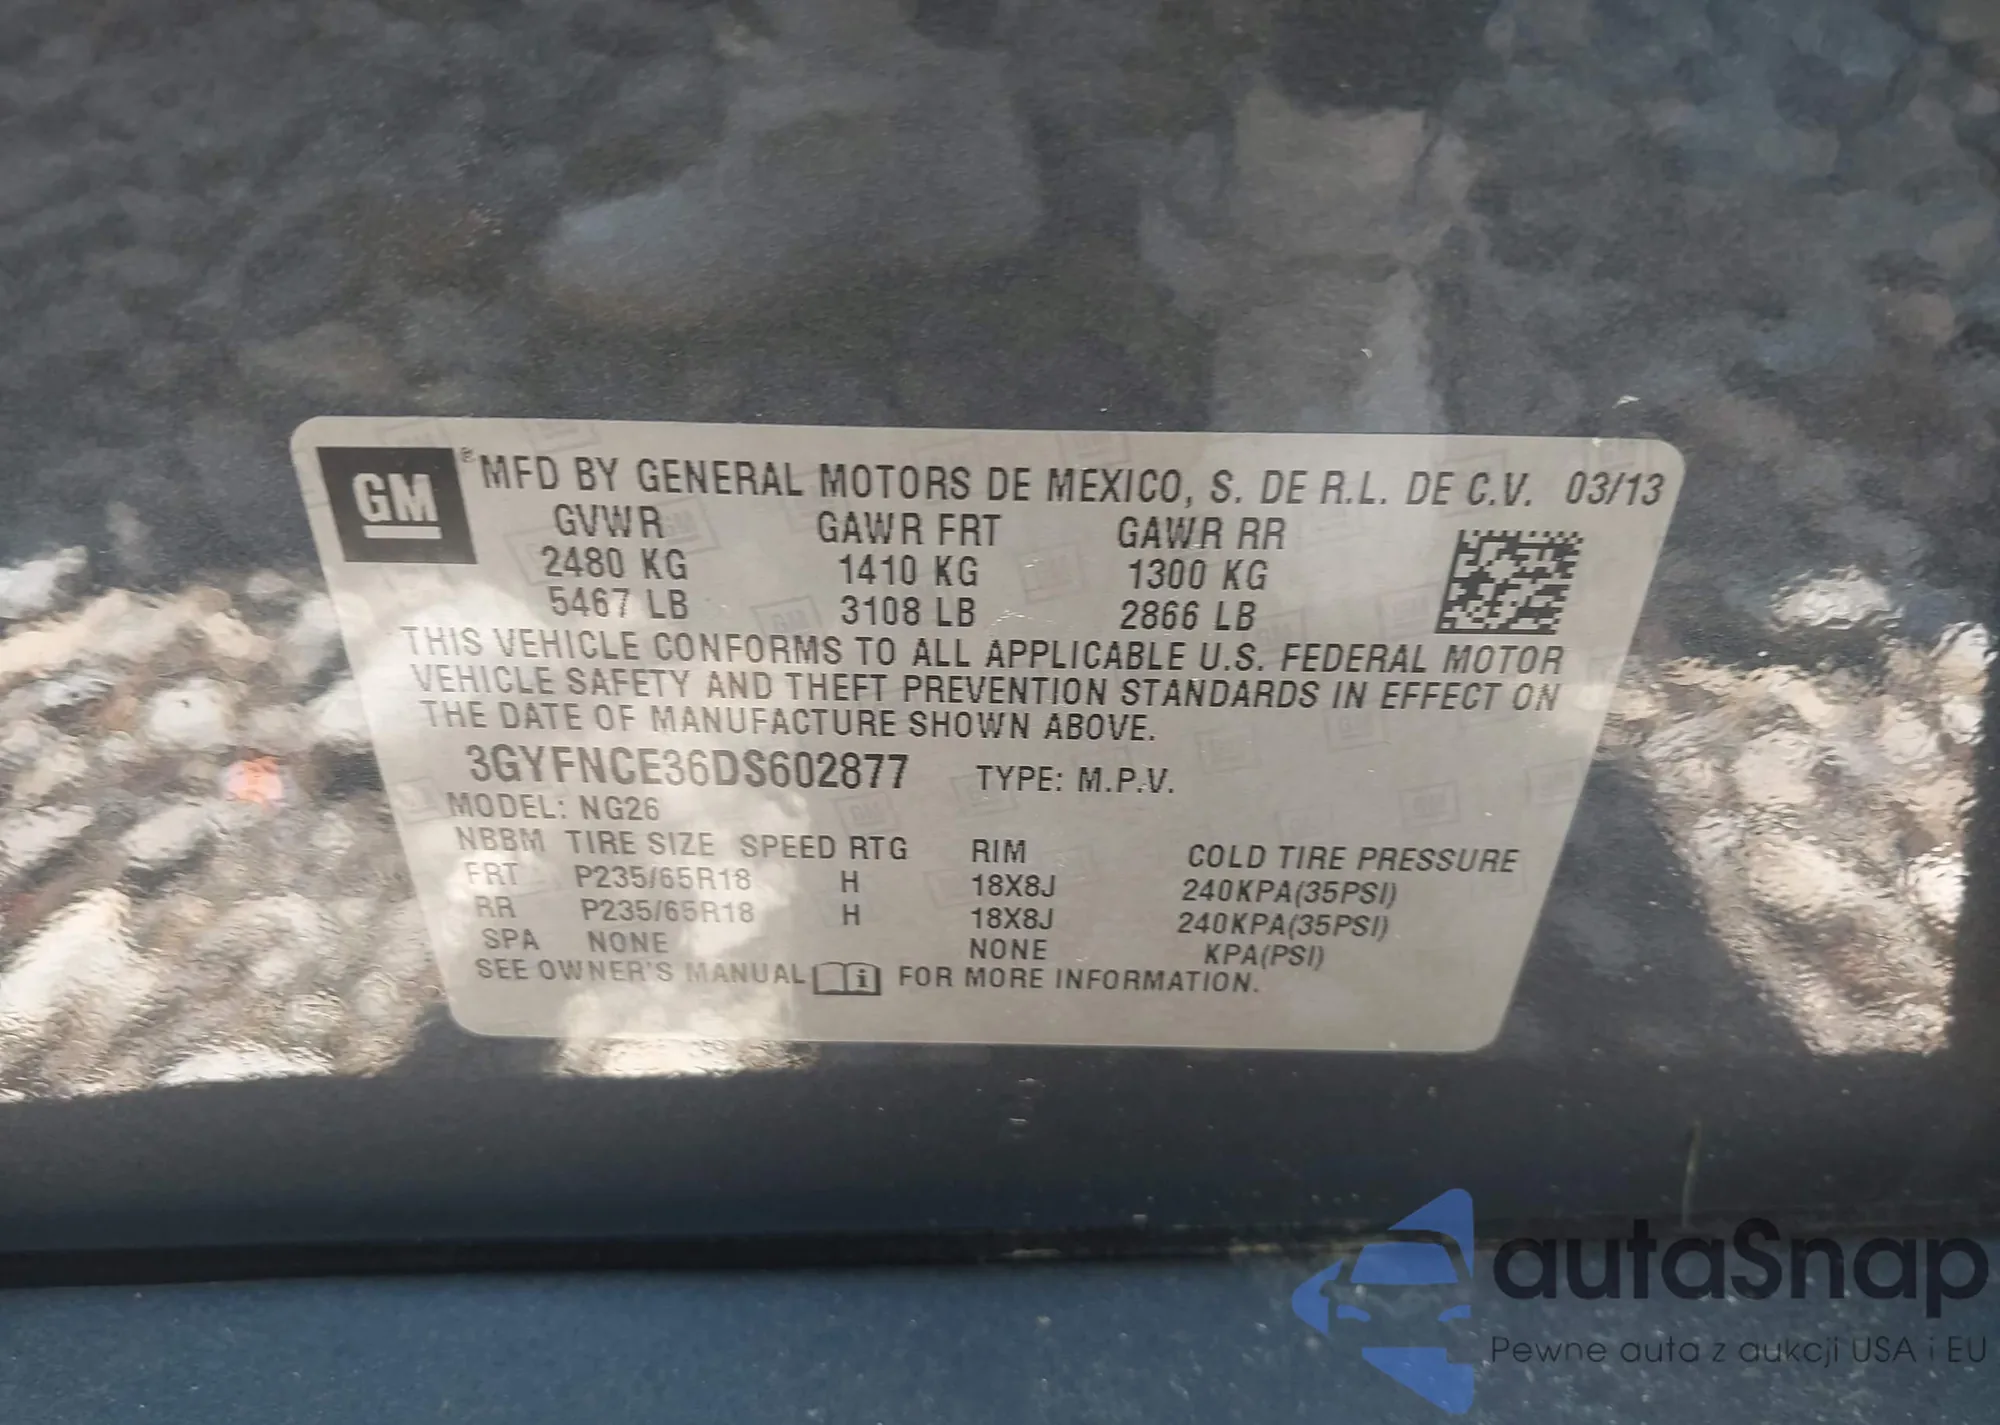 GM ® MFD BY GENERAL MOTORS DE MEXICO, S. DE R.L. DE C.V. 03/13
GVWR GAWR FRT GAWR RR
2480 KG 1410 KG 1300 KG
5467 LB 3108 LB 2866 LB
THIS VEHICLE CONFORMS TO ALL APPLICABLE U.S. FEDERAL MOTOR
VEHICLE SAFETY AND THEFT PREVENTION STANDARDS IN EFFECT ON
THE DATE OF MANUFACTURE SHOWN ABOVE.
3GYFNCE36DS602877 TYPE: M.P.V.
MODEL: NG26
NBBM TIRE SIZE SPEED RTG RIM COLD TIRE PRESSURE
FRT P235/65R18 H 18X8J 240KPA(35PSI)
RR P235/65R18 H 18X8J 240KPA(35PSI)
SPA NONE NONE KPA(PSI)
SEE OWNER'S MANUAL i FOR MORE INFORMATION.
autaSnap
Pewne auta z aukcji USA i EU